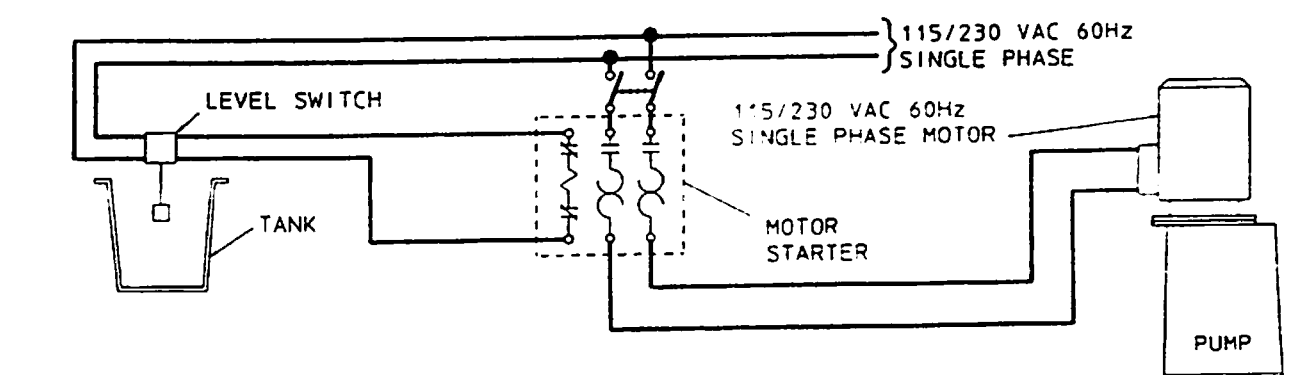 115/230 VAC 60Hz
SINGLE PHASE
LEVEL SWITCH
115/230 VAC 60Hz
SINGLE PHASE MOTOR
TANK
MOTOR
STARTER
PUMP